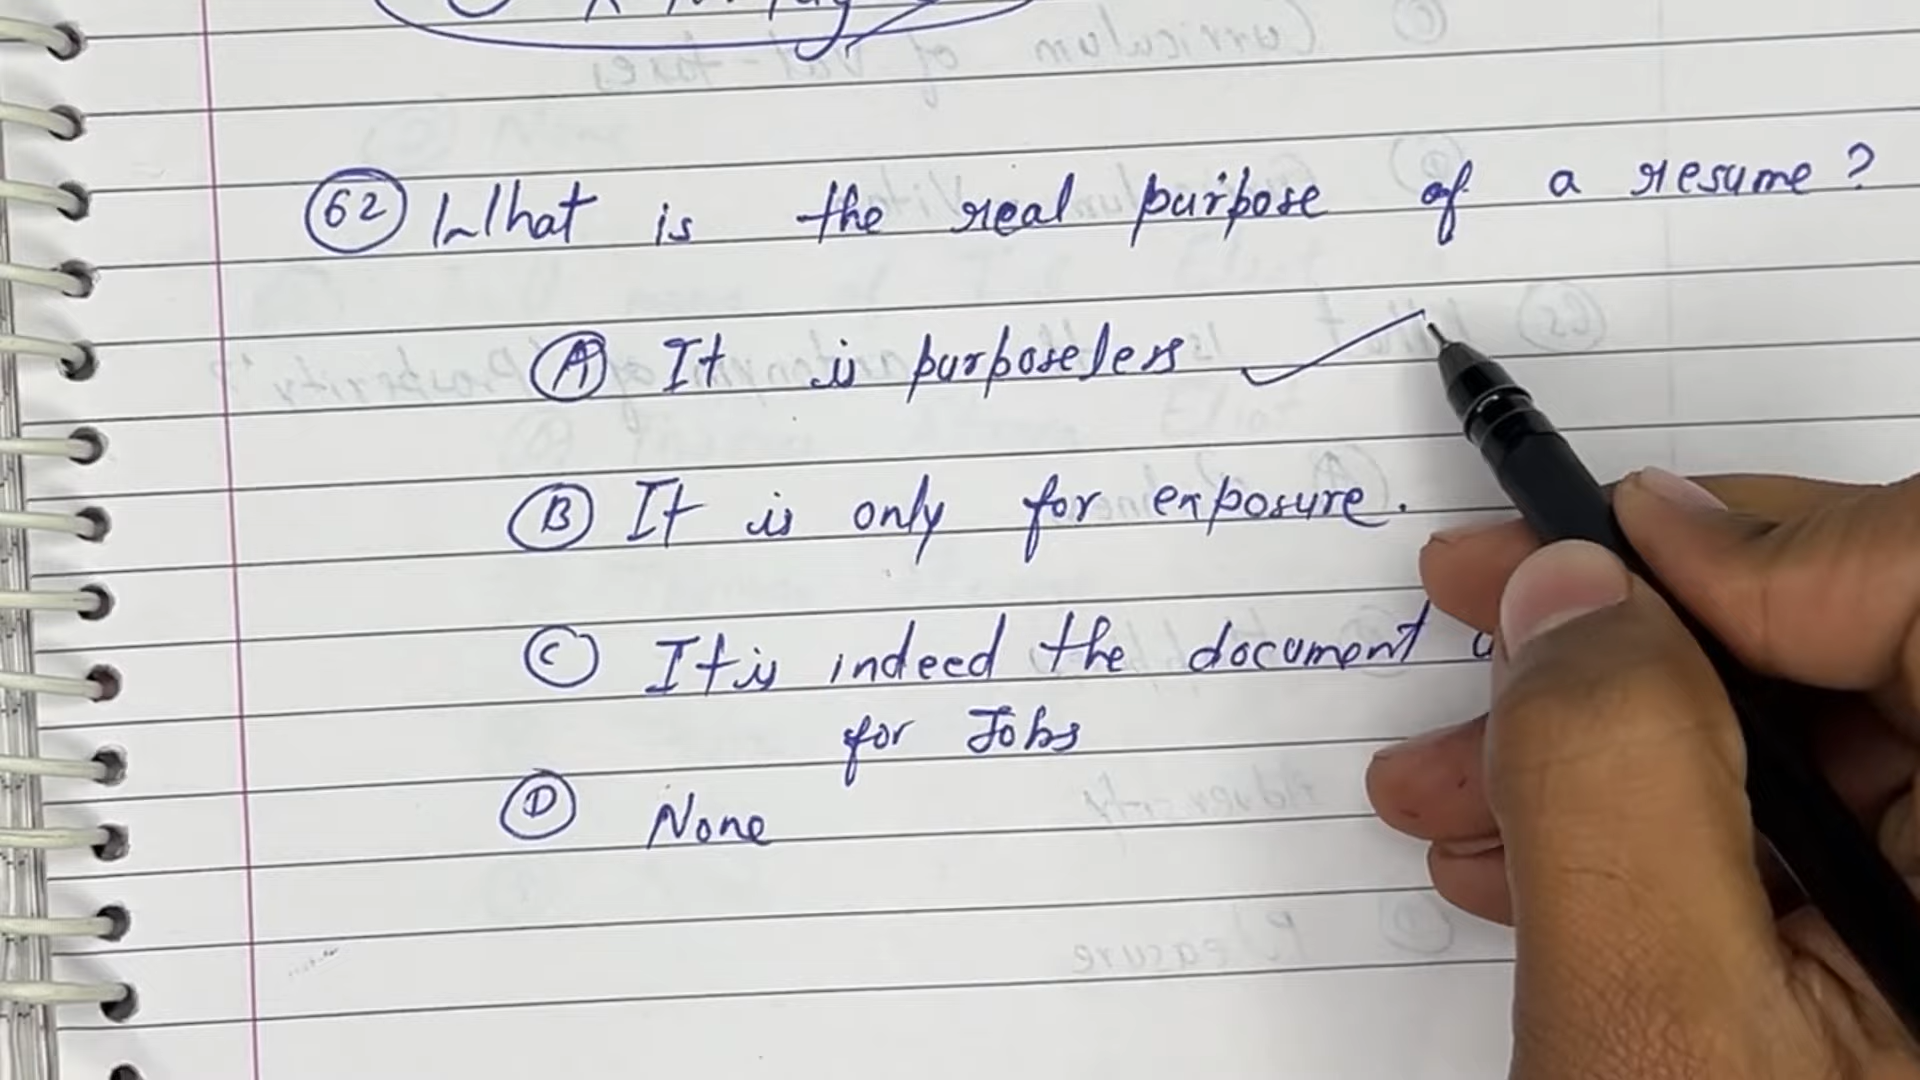 62 What is the real purpose of a resume?
A It is purposeless
B It is only for exposure.
C It is indeed the document
for Jobs
D None